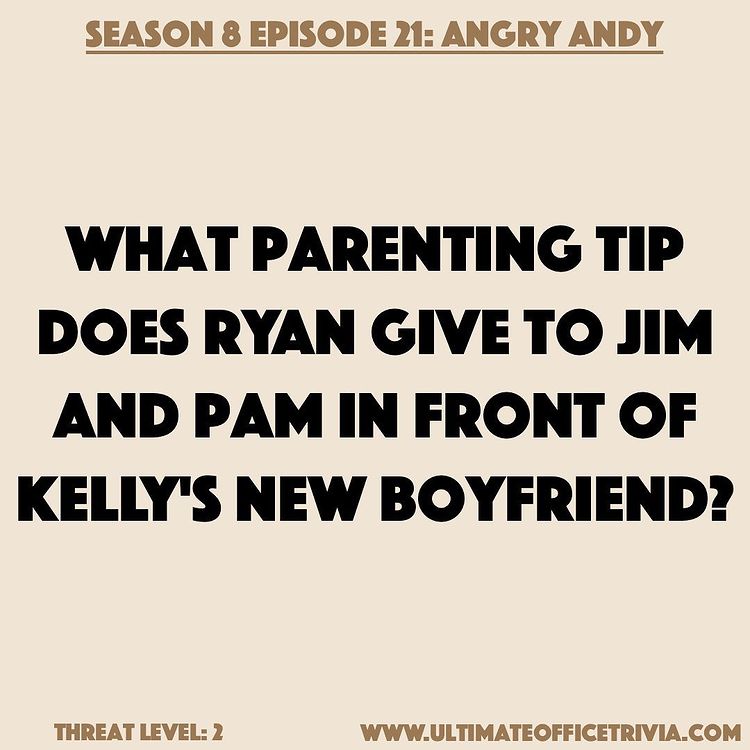 SEASON 8 EPISODE 21: ANGRY ANDY
WHAT PARENTING TIP
DOES RYAN GIVE TO JIM
AND PAM IN FRONT OF
KELLY'S NEW BOYFRIEND?
THREAT LEVEL: 2
WWW.ULTIMATEOFFICETRIVIA.COM